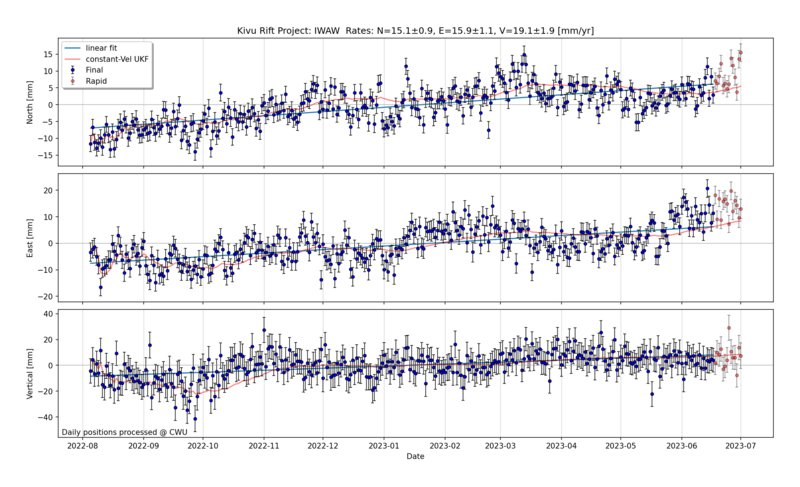 Kivu Rift Project: IWAW Rates: N=15.1±0.9, E=15.9±1.1, V=19.1±1.9 [mm/yr]
linear fit
constant-Vel UKF
Final
Rapid
North [mm]
15
10
5
0
−5
−10
−15
East [mm]
20
10
0
−10
−20
Vertical [mm]
40
20
0
−20
−40
Daily positions processed @ CWU
2022-08 2022-09 2022-10 2022-11 2022-12 2023-01 2023-02 2023-03 2023-04 2023-05 2023-06 2023-07
Date